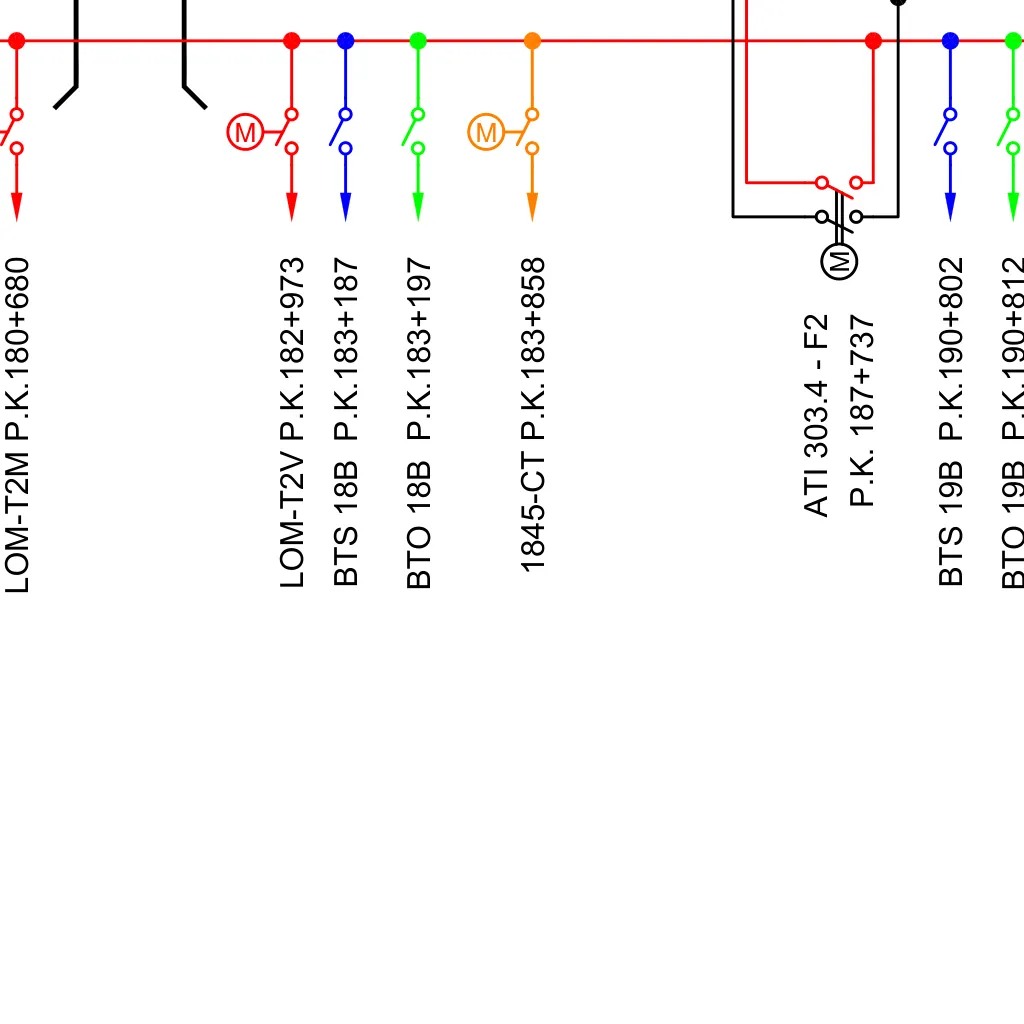 M
M
M
LOM-T2M P.K.180+680
LOM-T2V P.K.182+973
BTS 18B P.K.183+187
BTO 18B P.K.183+197
1845-CT P.K.183+858
ATI 303.4 - F2
P.K. 187+737
BTS 19B P.K.190+802
BTO 19B P.K.190+812